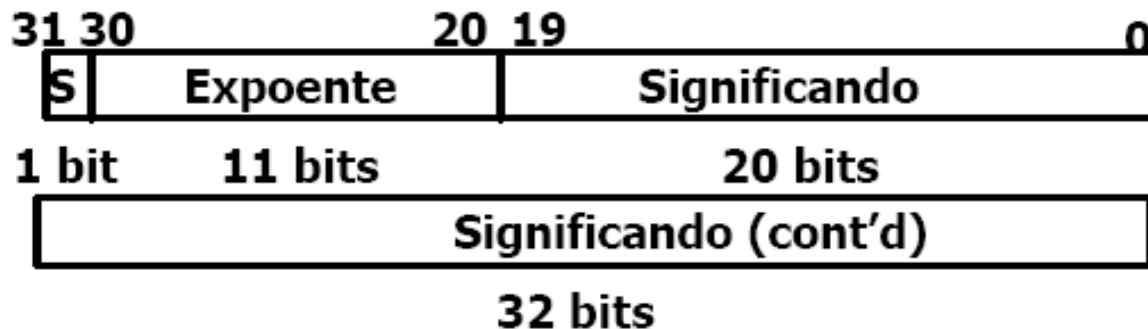 31 30 20 19 0
S Expoente Significando
1 bit 11 bits 20 bits
Significando (cont’d)
32 bits